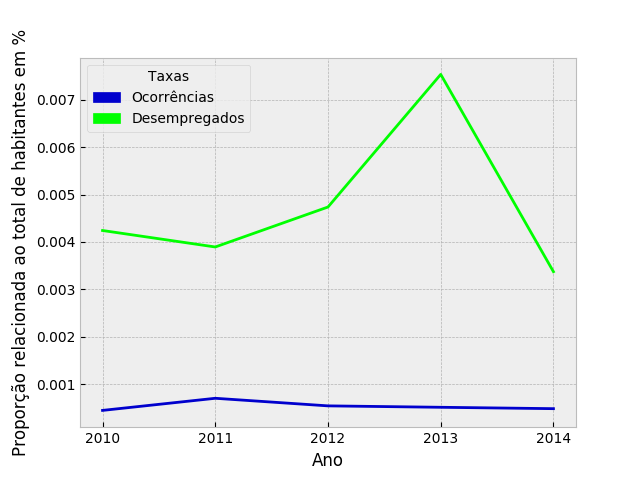 Proporção relacionada ao total de habitantes em %
Taxas
Ocorrências
Desempregados
0.007
0.006
0.005
0.004
0.003
0.002
0.001
2010 2011 2012 2013 2014
Ano